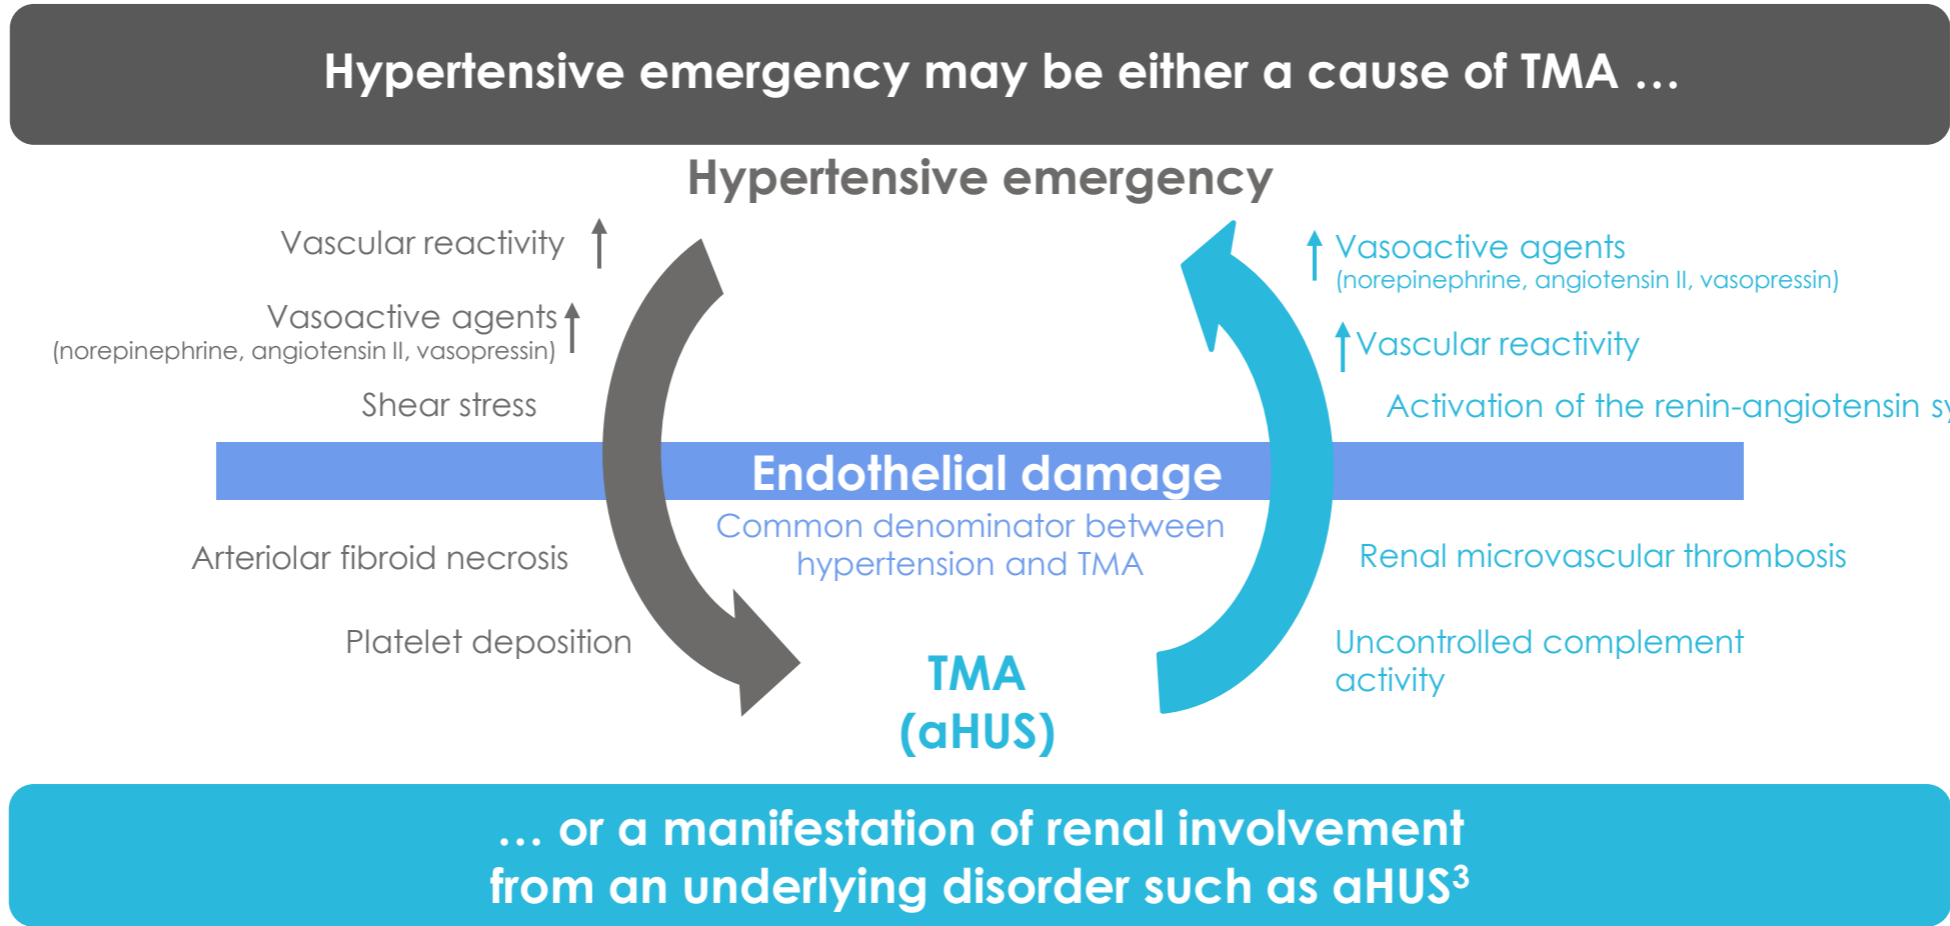 Hypertensive emergency may be either a cause of TMA …
Hypertensive emergency
Vascular reactivity
Vasoactive agents
(norepinephrine, angiotensin II, vasopressin)
Shear stress
Vasoactive agents
(norepinephrine, angiotensin II, vasopressin)
Vascular reactivity
Activation of the renin-angiotensin
Endothelial damage
Common denominator between
hypertension and TMA
Arteriolar fibroid necrosis
Platelet deposition
Renal microvascular thrombosis
Uncontrolled complement
activity
TMA
(aHUS)
… or a manifestation of renal involvement
from an underlying disorder such as aHUS³